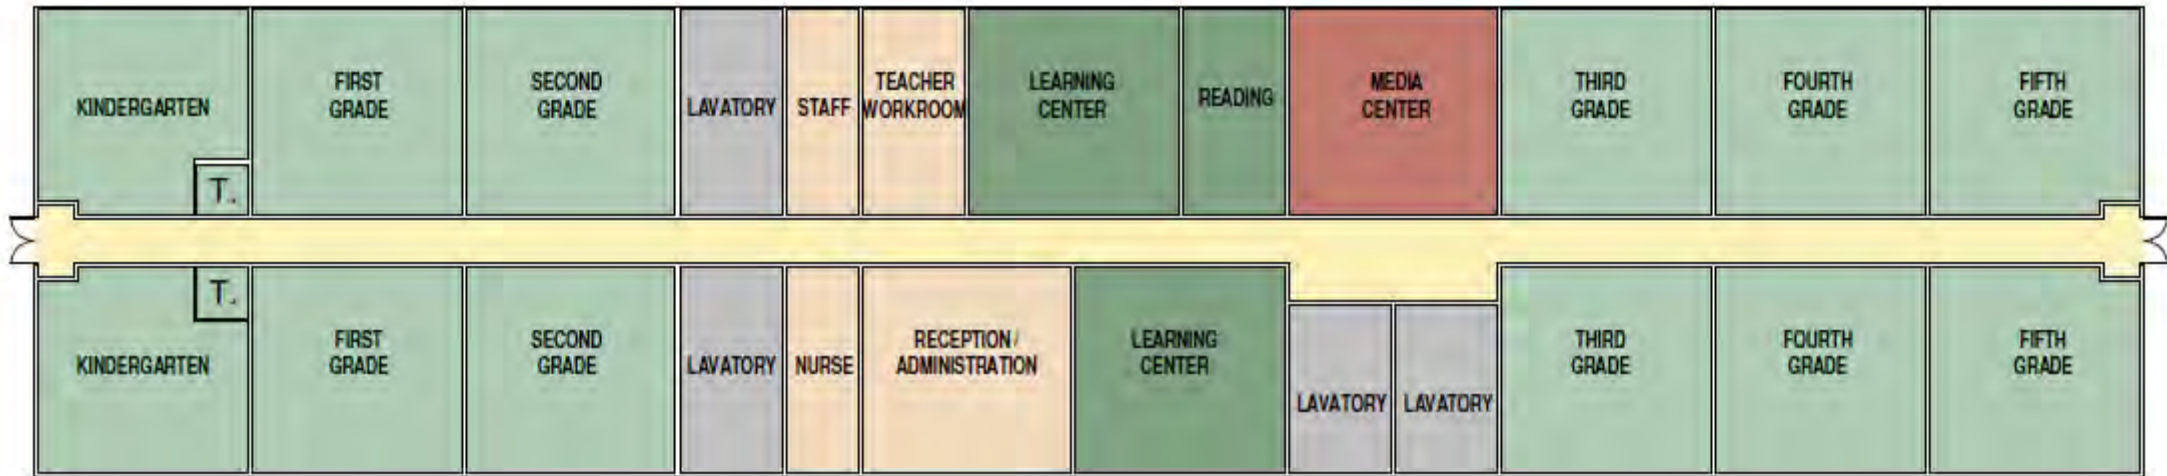 KINDERGARTEN
FIRST
GRADE
SECOND
GRADE
LAVATORY
STAFF
TEACHER
WORKROOM
LEARNING
CENTER
READING
MEDIA
CENTER
THIRD
GRADE
FOURTH
GRADE
FIFTH
GRADE
T.
T.
KINDERGARTEN
FIRST
GRADE
SECOND
GRADE
LAVATORY
NURSE
RECEPTION/
ADMINISTRATION
LEARNING
CENTER
LAVATORY
LAVATORY
THIRD
GRADE
FOURTH
GRADE
FIFTH
GRADE